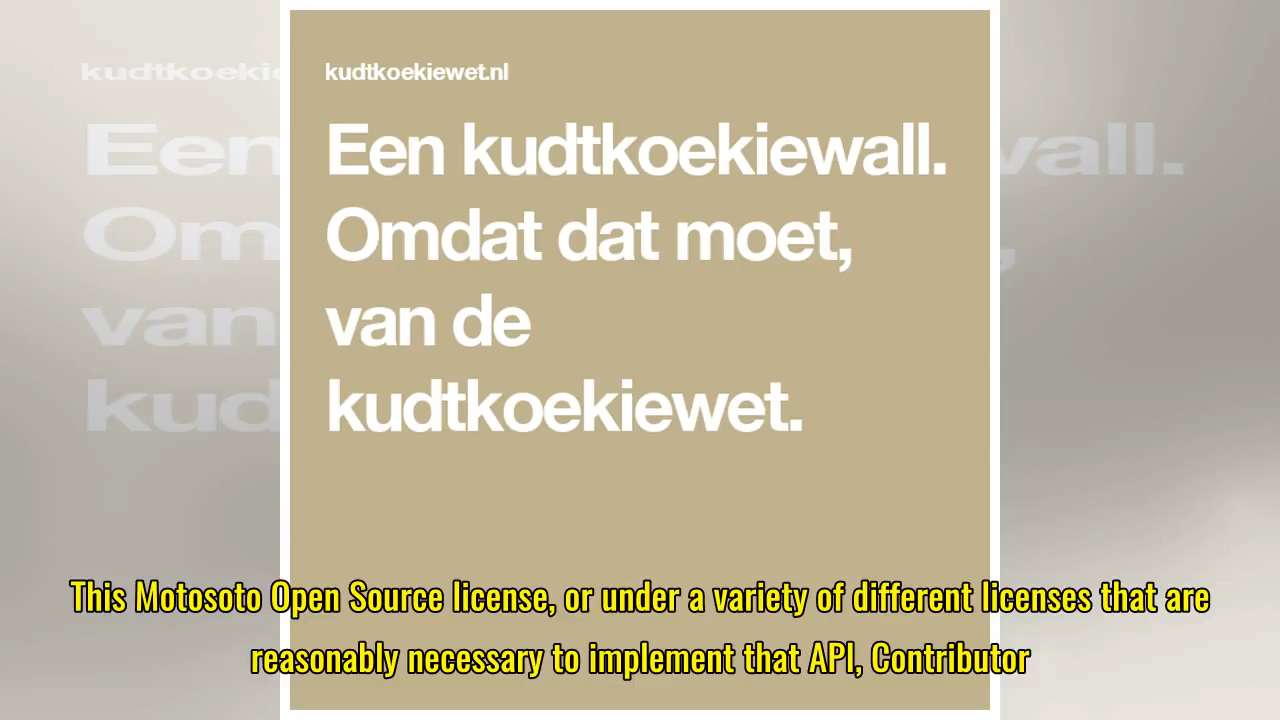 kudtkoekiewet.nl
Een kudtkoekiewall.
Omdat dat moet,
van de
kudtkoekiewet.
This Motosoto Open Source license, or under a variety of different licenses that are
reasonably necessary to implement that API, Contributor